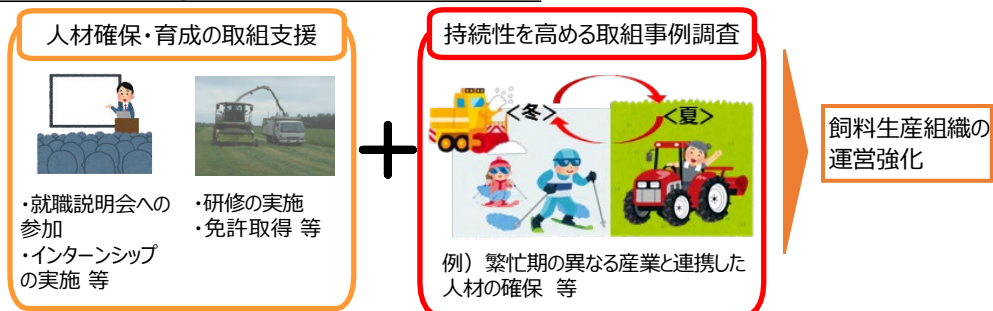 人材確保・育成の取組支援
・就職説明会への
参加
・インターンシップ
の実施 等
・研修の実施
・免許取得 等
持続性を高める取組事例調査
<冬>
<夏>
例）繁忙期の異なる産業と連携した
人材の確保 等
飼料生産組織の
運営強化